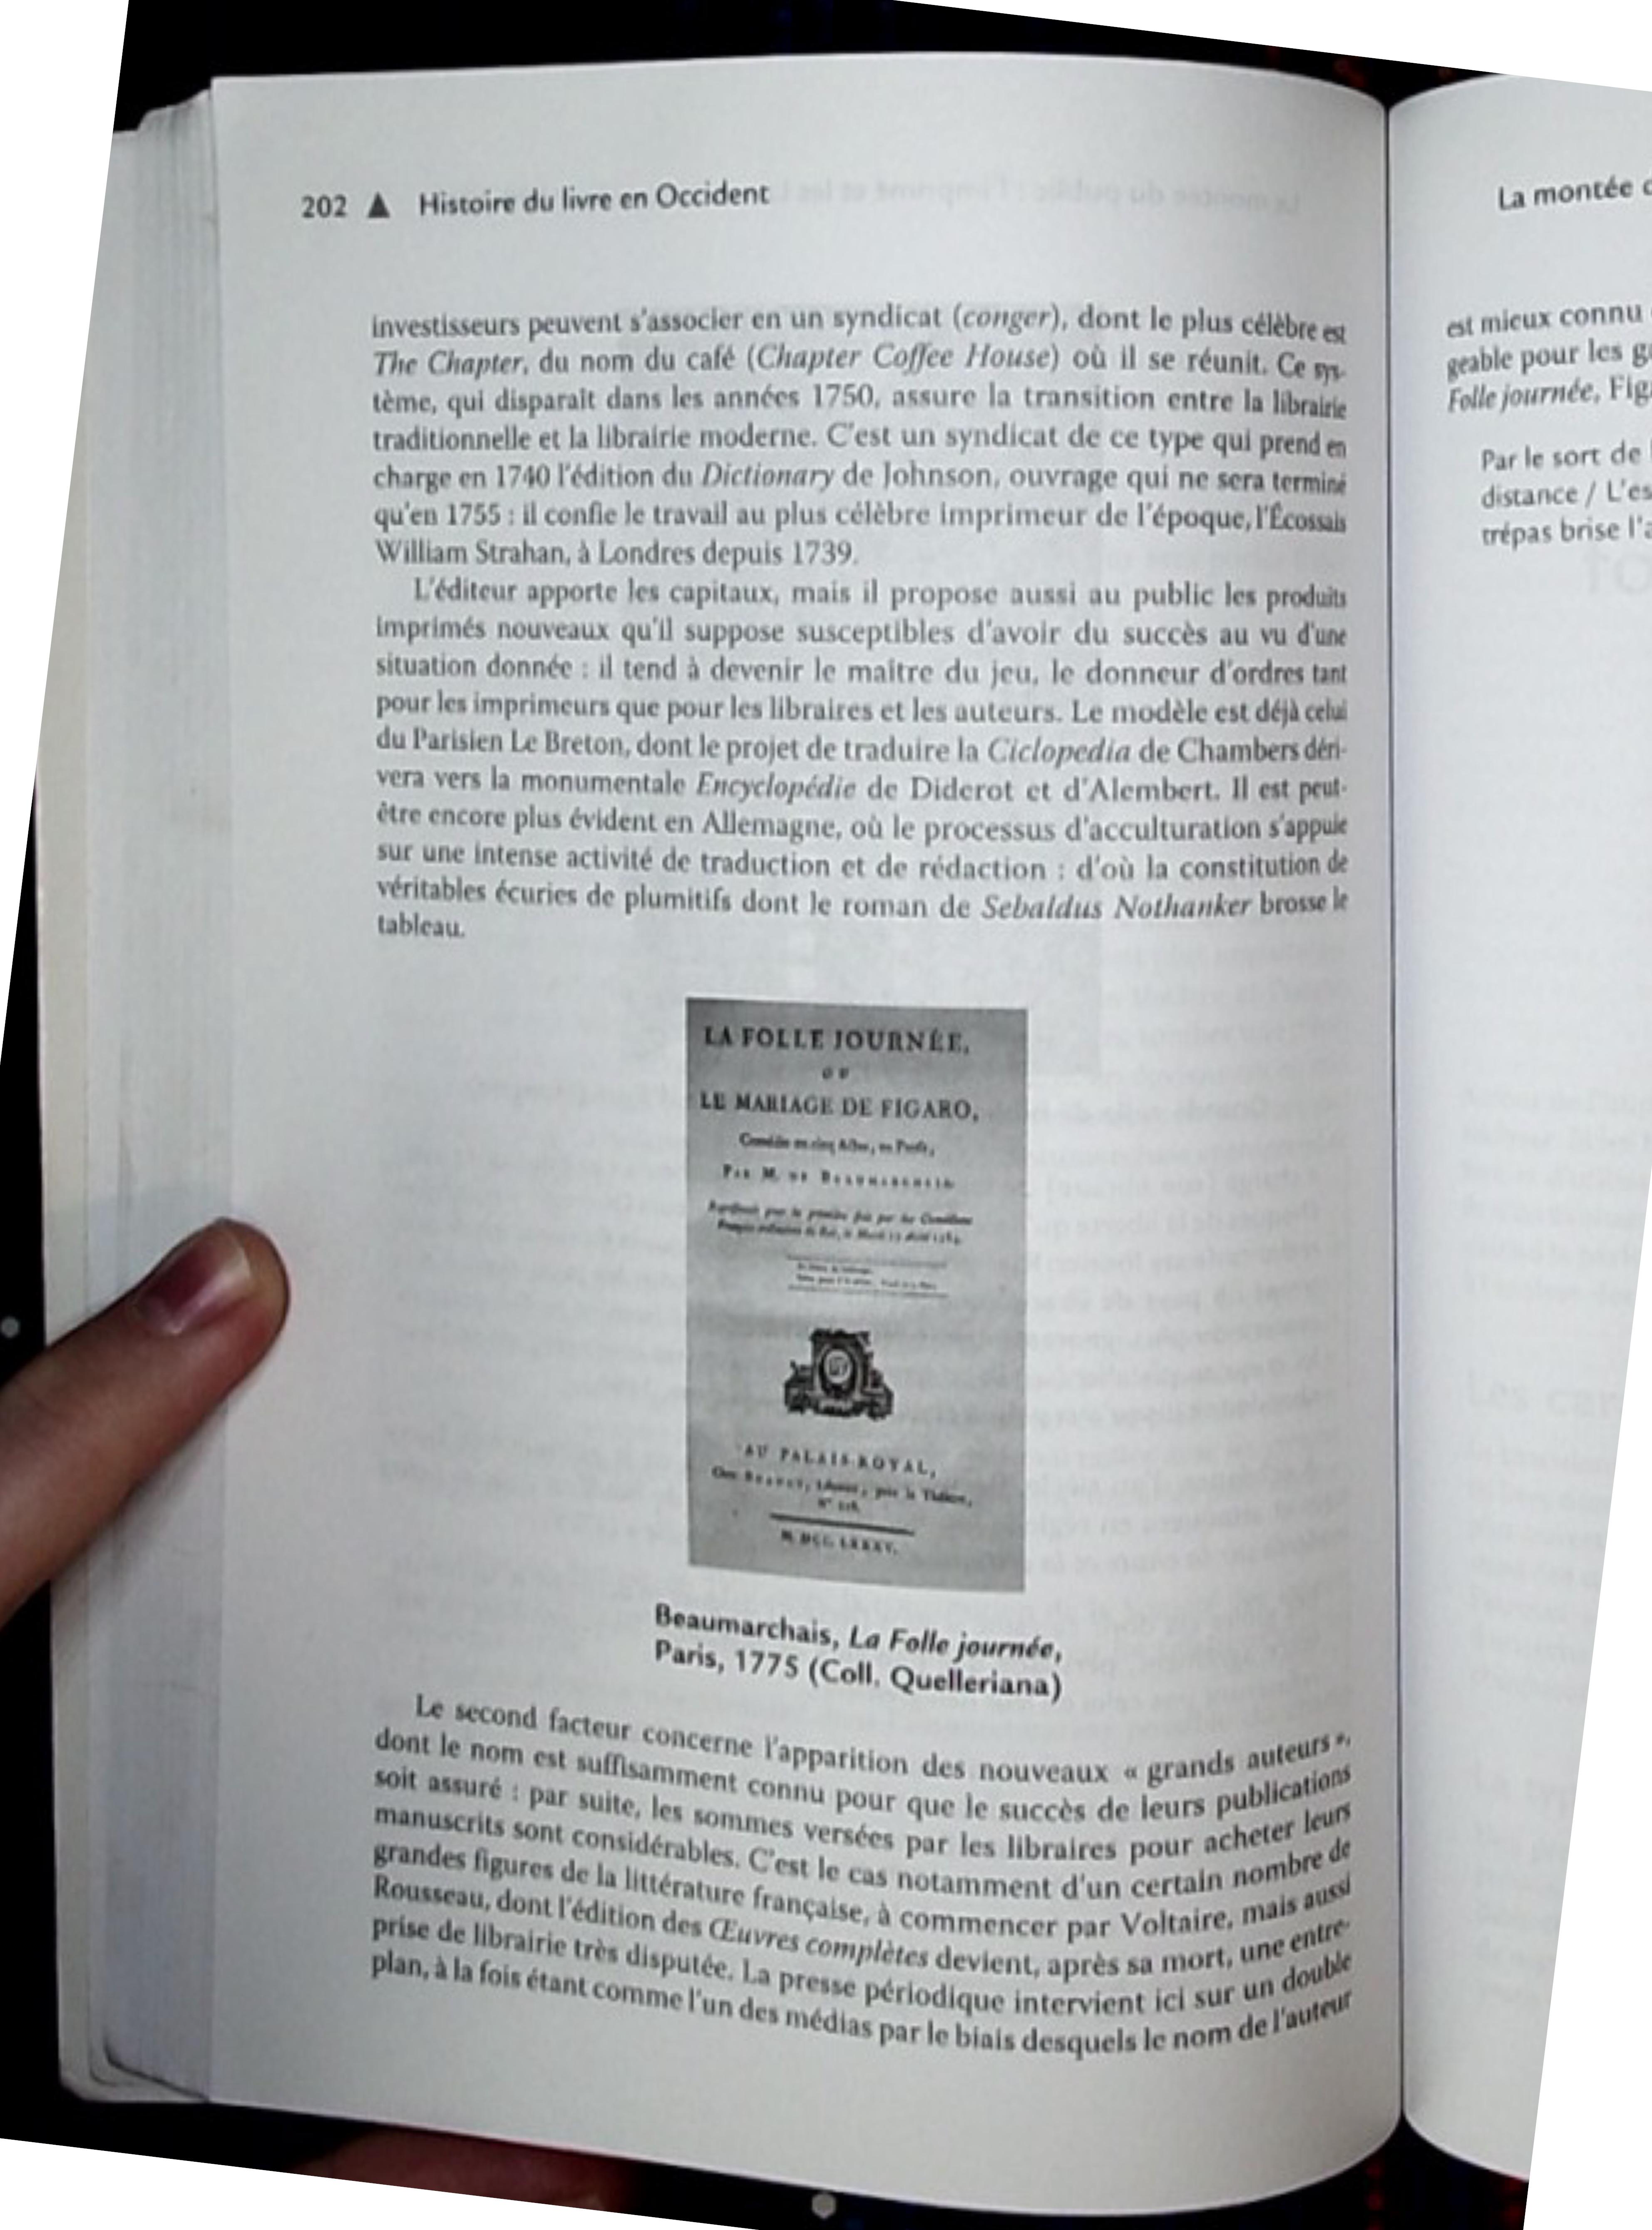 202 ▲ Histoire du livre en Occident
investisseurs peuvent s'associer en un syndicat (conger), dont le plus célèbre est
The Chapter, du nom du café (Chapter Coffee House) où il se réunit. Ce sys-
tème, qui disparaît dans les années 1750, assure la transition entre la librairie
traditionnelle et la librairie moderne. C'est un syndicat de ce type qui prend en
charge en 1740 l'édition du Dictionary de Johnson, ouvrage qui ne sera terminé
qu'en 1755 : il confie le travail au plus célèbre imprimeur de l'époque, l'Écossais
William Strahan, à Londres depuis 1739.
L'éditeur apporte les capitaux, mais il propose aussi au public les produits
imprimés nouveaux qu'il suppose susceptibles d'avoir du succès au vu d'une
situation donnée : il tend à devenir le maître du jeu, le donneur d'ordres tant
pour les imprimeurs que pour les libraires et les auteurs. Le modèle est déjà celui
du Parisien Le Breton, dont le projet de traduire la Ciclopedia de Chambers déri-
vera vers la monumentale Encyclopédie de Diderot et d'Alembert. Il est peut-
être encore plus évident en Allemagne, où le processus d'acculturation s'appuie
sur une intense activité de traduction et de rédaction : d'où la constitution de
véritables écuries de plumitifs dont le roman de Sebaldus Nothanker brosse le
tableau.
LA FOLLE JOURNÉE,
OU
LE MARIAGE DE FIGARO,
Comédie en cinq Actes, en Prose,
PAR M. DE BEAUMARCHAIS
AU PALAIS-ROYAL,
M. DCC. LXXXV.
Beaumarchais, La Folle journée,
Paris, 1775 (Coll. Quelleriana)
Le second facteur concerne l'apparition des nouveaux « grands auteurs »,
dont le nom est suffisamment connu pour que le succès de leurs publications
soit assuré : par suite, les sommes versées par les libraires pour acheter leurs
manuscrits sont considérables. C'est le cas notamment d'un certain nombre de
grandes figures de la littérature française, à commencer par Voltaire, mais aussi
Rousseau, dont l'édition des Œuvres complètes devient, après sa mort, une entre-
prise de librairie très disputée. La presse périodique intervient ici sur un double
plan, à la fois étant comme l'un des médias par le biais desquels le nom de l'auteur
La montée
est mieux connu
geable pour les
Folle journée, Fig
Par le sort de
distance / L'es
trépas brise l'a